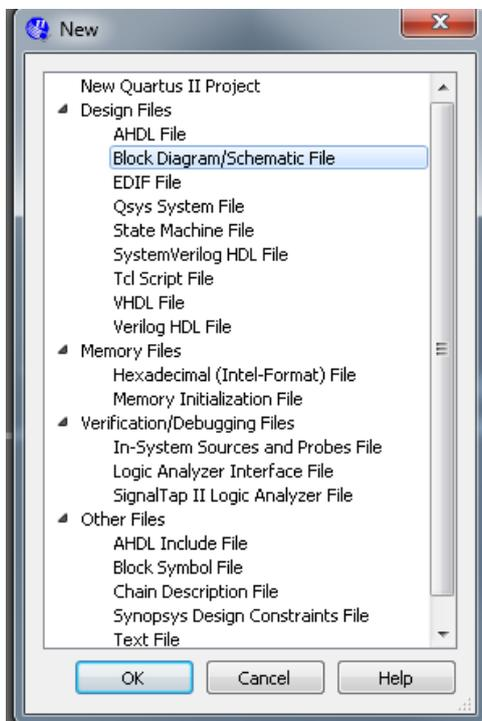 New
New Quartus II Project
Design Files
AHDL File
Block Diagram/Schematic File
EDIF File
Qsys System File
State Machine File
SystemVerilog HDL File
Tcl Script File
VHDL File
Verilog HDL File
Memory Files
Hexadecimal (Intel-Format) File
Memory Initialization File
Verification/Debugging Files
In-System Sources and Probes File
Logic Analyzer Interface File
SignalTap II Logic Analyzer File
Other Files
AHDL Include File
Block Symbol File
Chain Description File
Synopsys Design Constraints File
Text File
OK Cancel Help